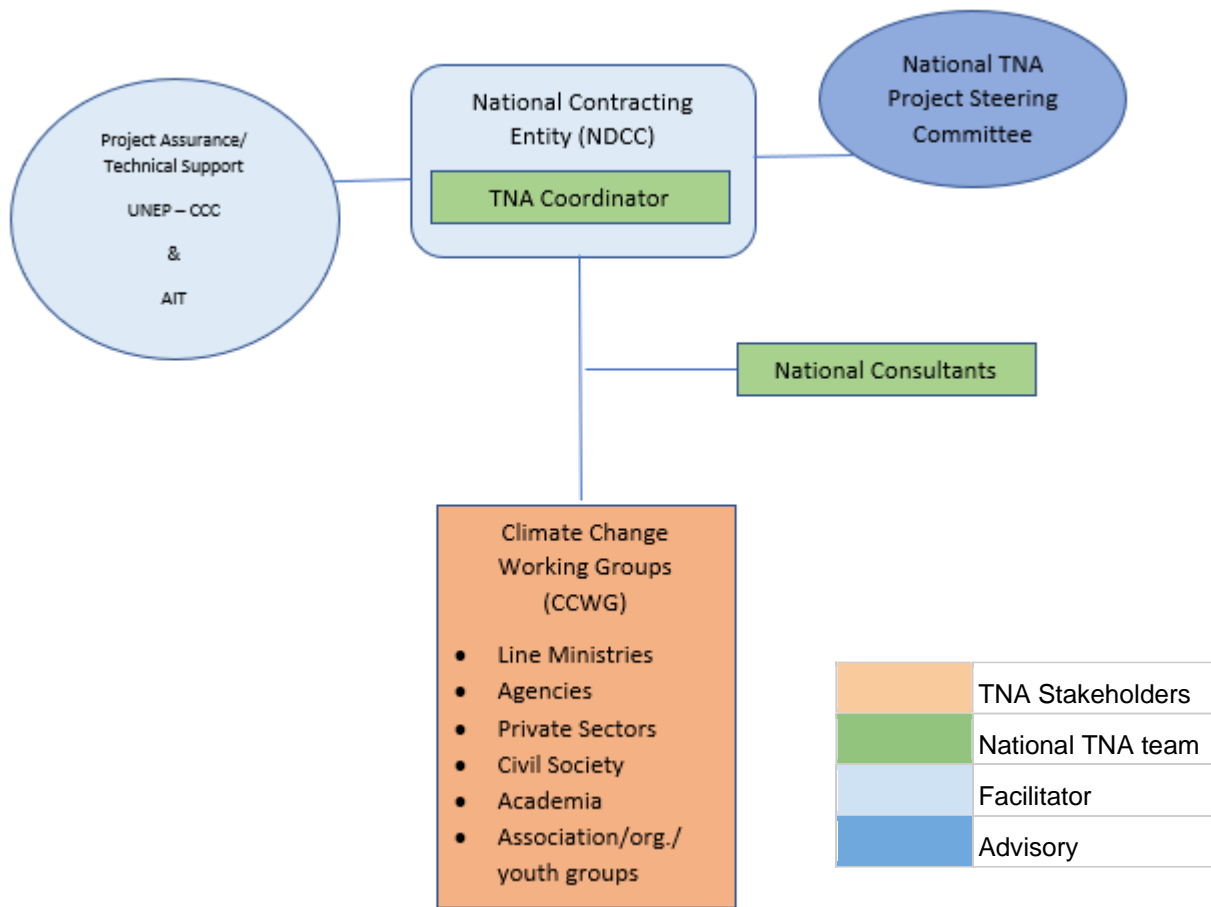 Project Assurance/
Technical Support
UNEP – CCC
&
AIT
National Contracting
Entity (NDCC)
TNA Coordinator
National TNA
Project Steering
Committee
National Consultants
Climate Change
Working Groups
(CCWG)
• Line Ministries
• Agencies
• Private Sectors
• Civil Society
• Academia
• Association/org./
youth groups
TNA Stakeholders
National TNA team
Facilitator
Advisory